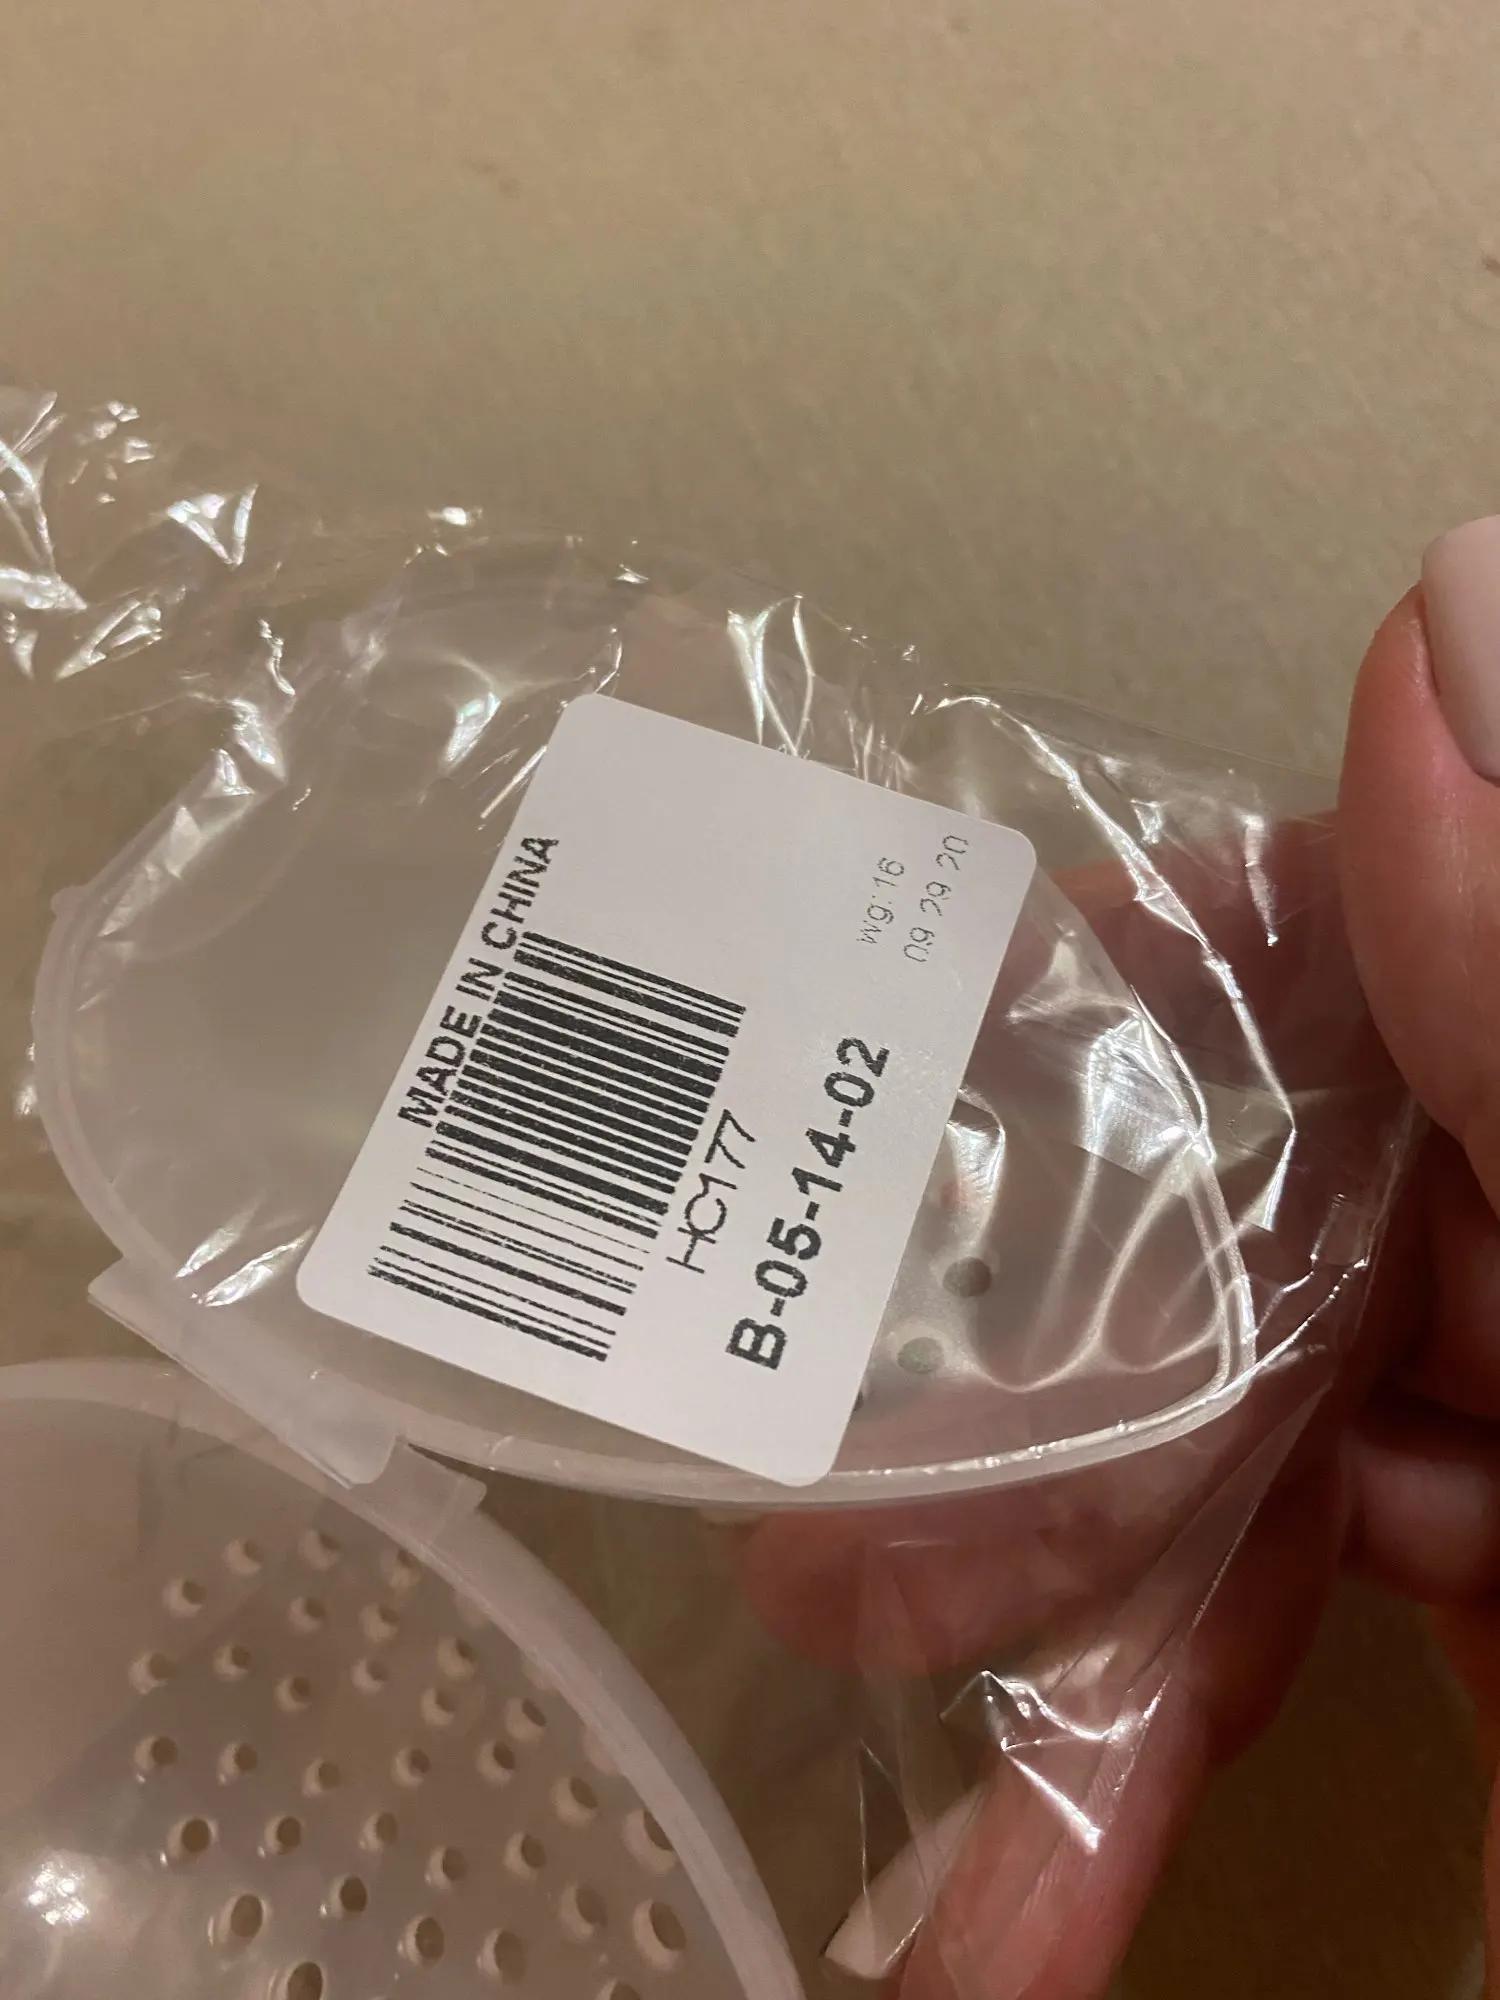 MADE IN CHINA
HC177
B-05-14-02
wg:16
09 29 20